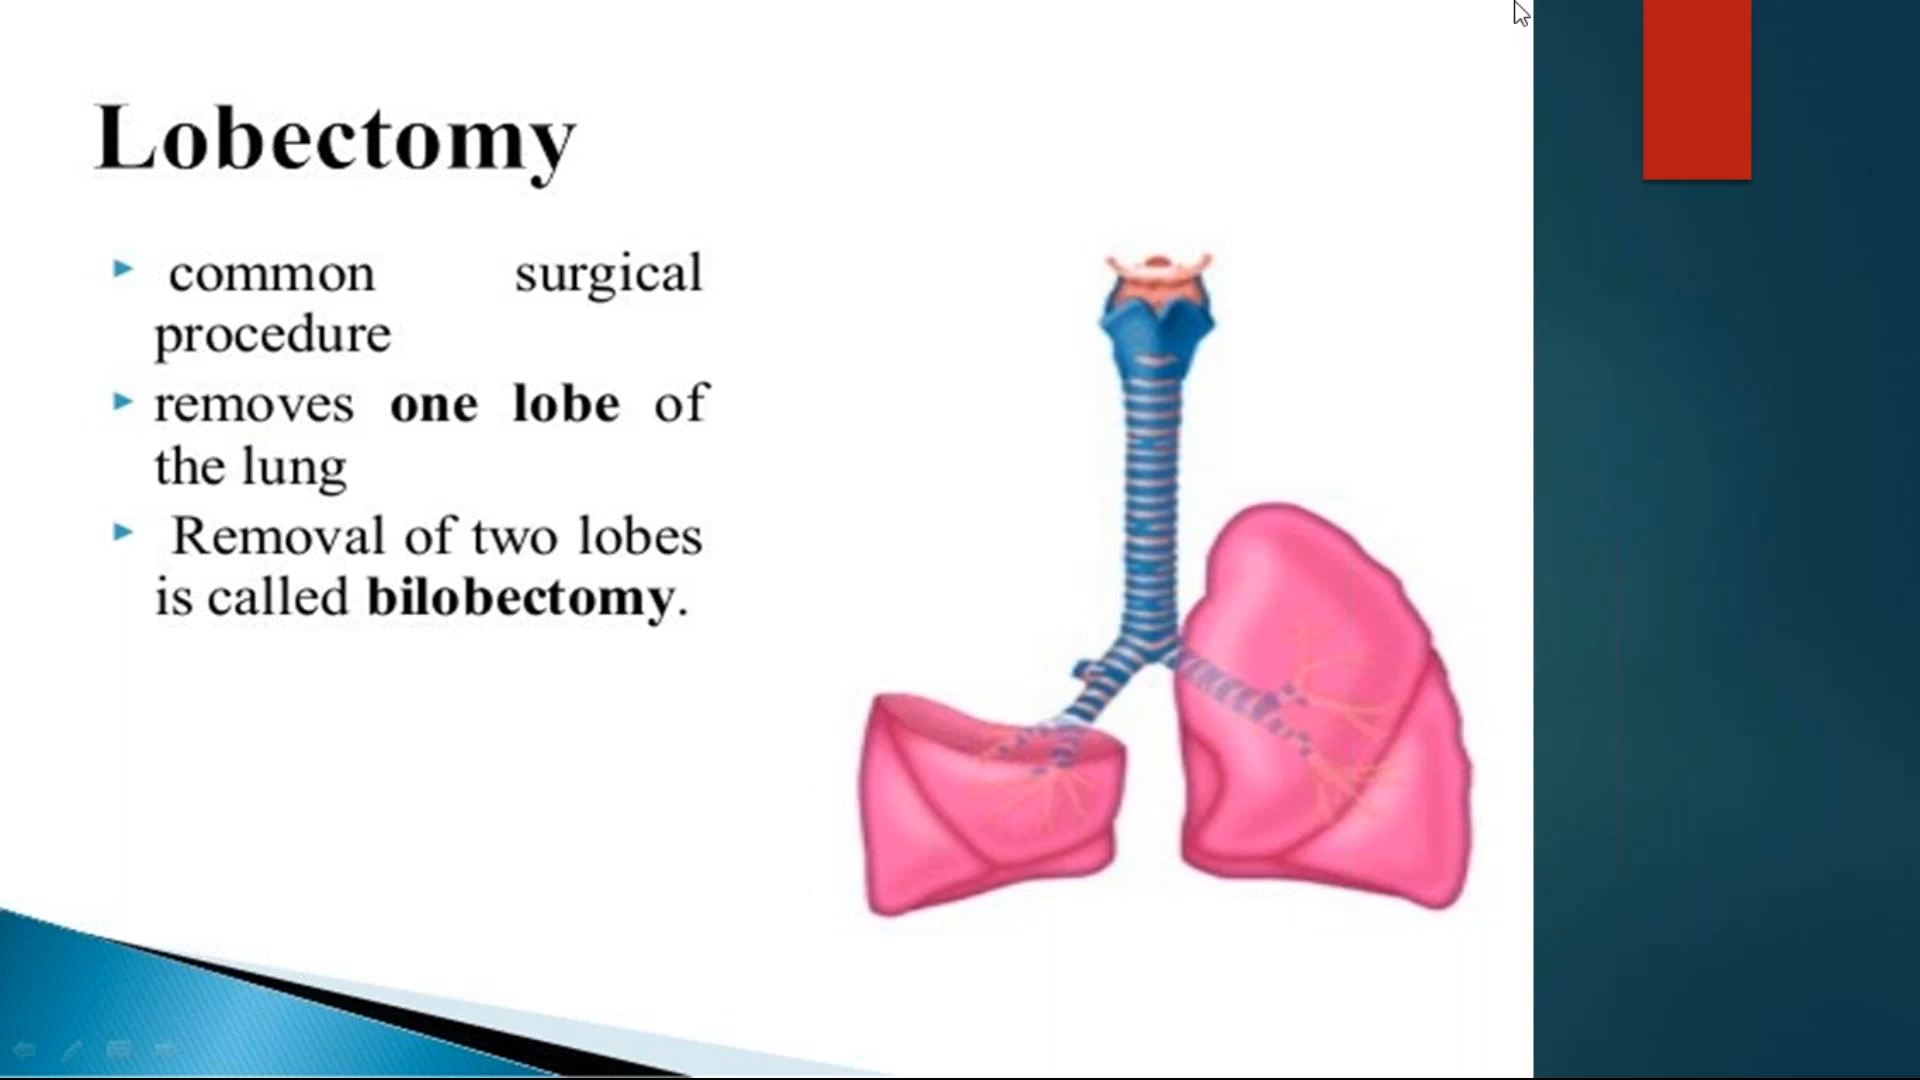 Lobectomy
common surgical
procedure
removes one lobe of
the lung
Removal of two lobes
is called bilobectomy.